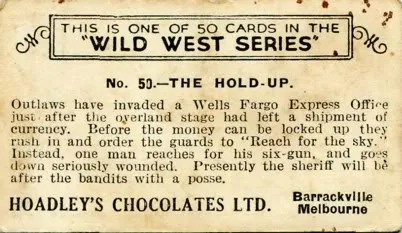 THIS IS ONE OF 50 CARDS IN THE
"WILD WEST SERIES"
No. 50.—THE HOLD-UP.
Outlaws have invaded a Wells Fargo Express Office
just after the overland stage had left a shipment of
currency. Before the money can be locked up they
rush in and order the guards to "Reach for the sky."
Instead, one man reaches for his six-gun, and goes
down seriously wounded. Presently the sheriff will be
after the bandits with a posse.
HOADLEY'S CHOCOLATES LTD.
Barrackville
Melbourne